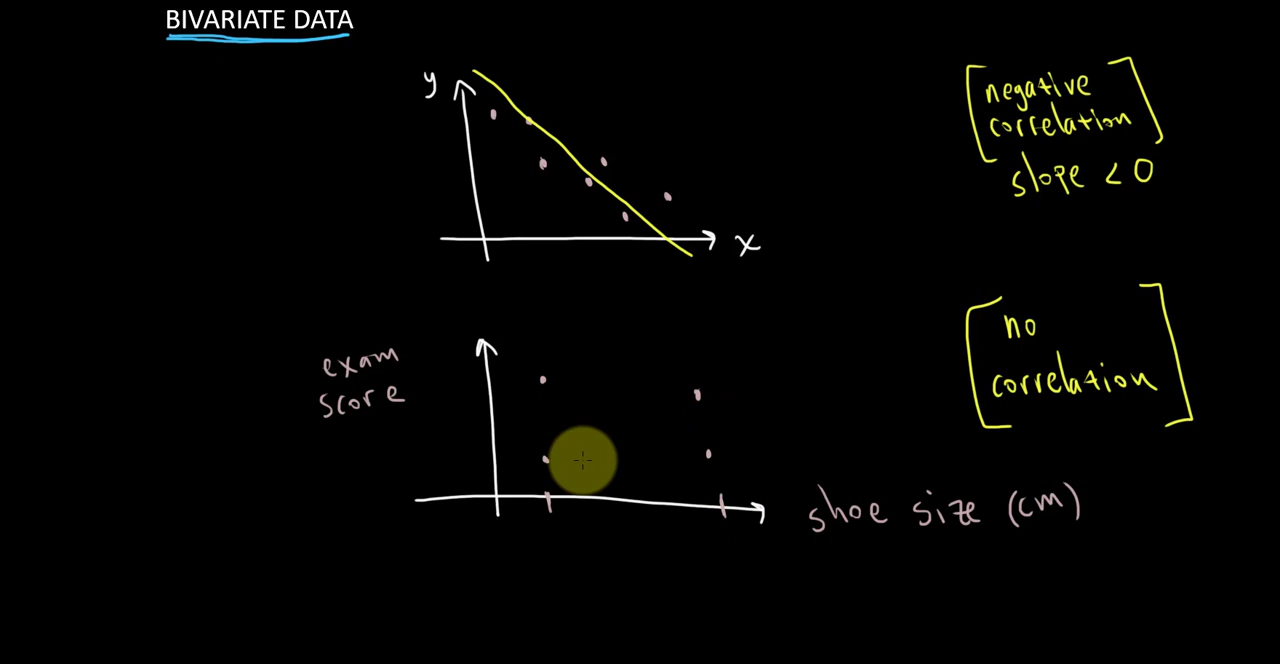 BIVARIATE DATA
y
negative
correlation
slope < 0
x
exam
score
no
correlation
shoe size (cm)